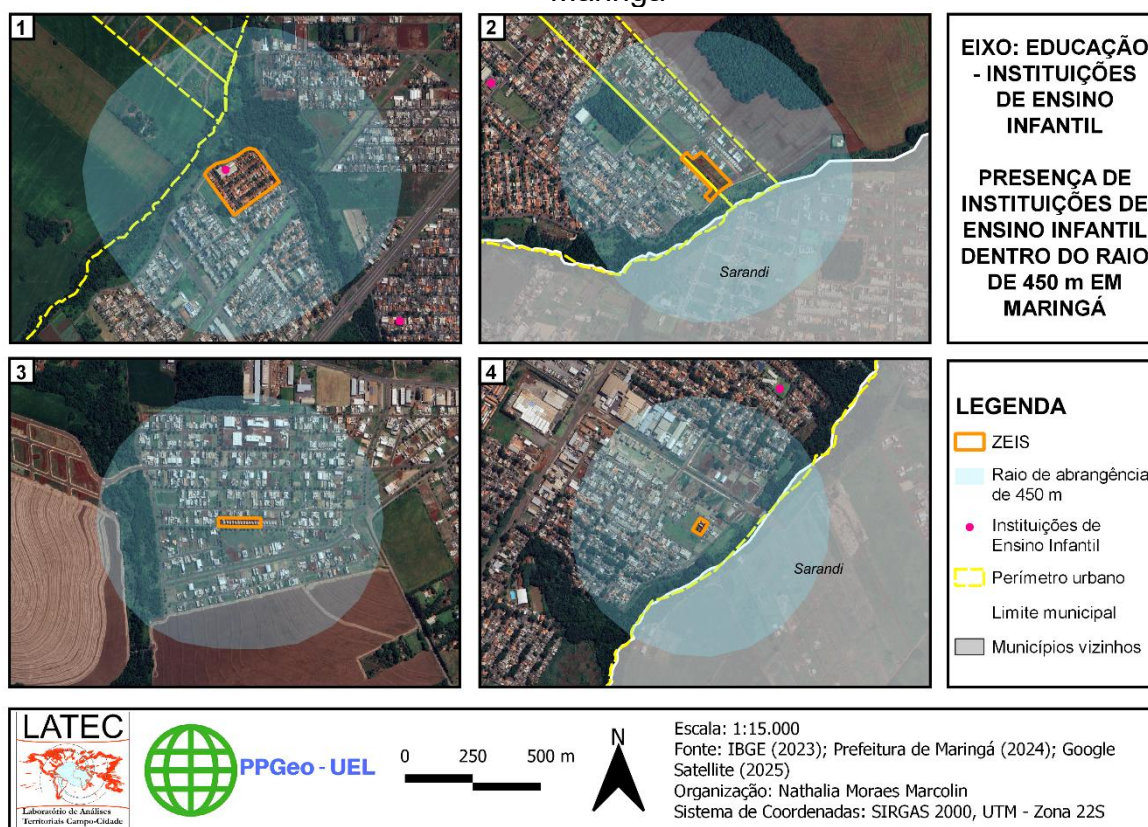 Maringá
1
2
Sarandi
EIXO: EDUCAÇÃO
- INSTITUIÇÕES
DE ENSINO
INFANTIL
PRESENÇA DE
INSTITUIÇÕES DE
ENSINO INFANTIL
DENTRO DO RAIO
DE 450 m EM
MARINGÁ
3
4
Sarandi
LEGENDA
ZEIS
Raio de abrangência
de 450 m
Instituições de
Ensino Infantil
Perímetro urbano
Limite municipal
Municípios vizinhos
LATEC
Laboratório de Análises
Territoriais Campo-Cidade
PPGeo - UEL
0 250 500 m
N
Escala: 1:15.000
Fonte: IBGE (2023); Prefeitura de Maringá (2024); Google
Satellite (2025)
Organização: Nathalia Moraes Marcolin
Sistema de Coordenadas: SIRGAS 2000, UTM - Zona 22S